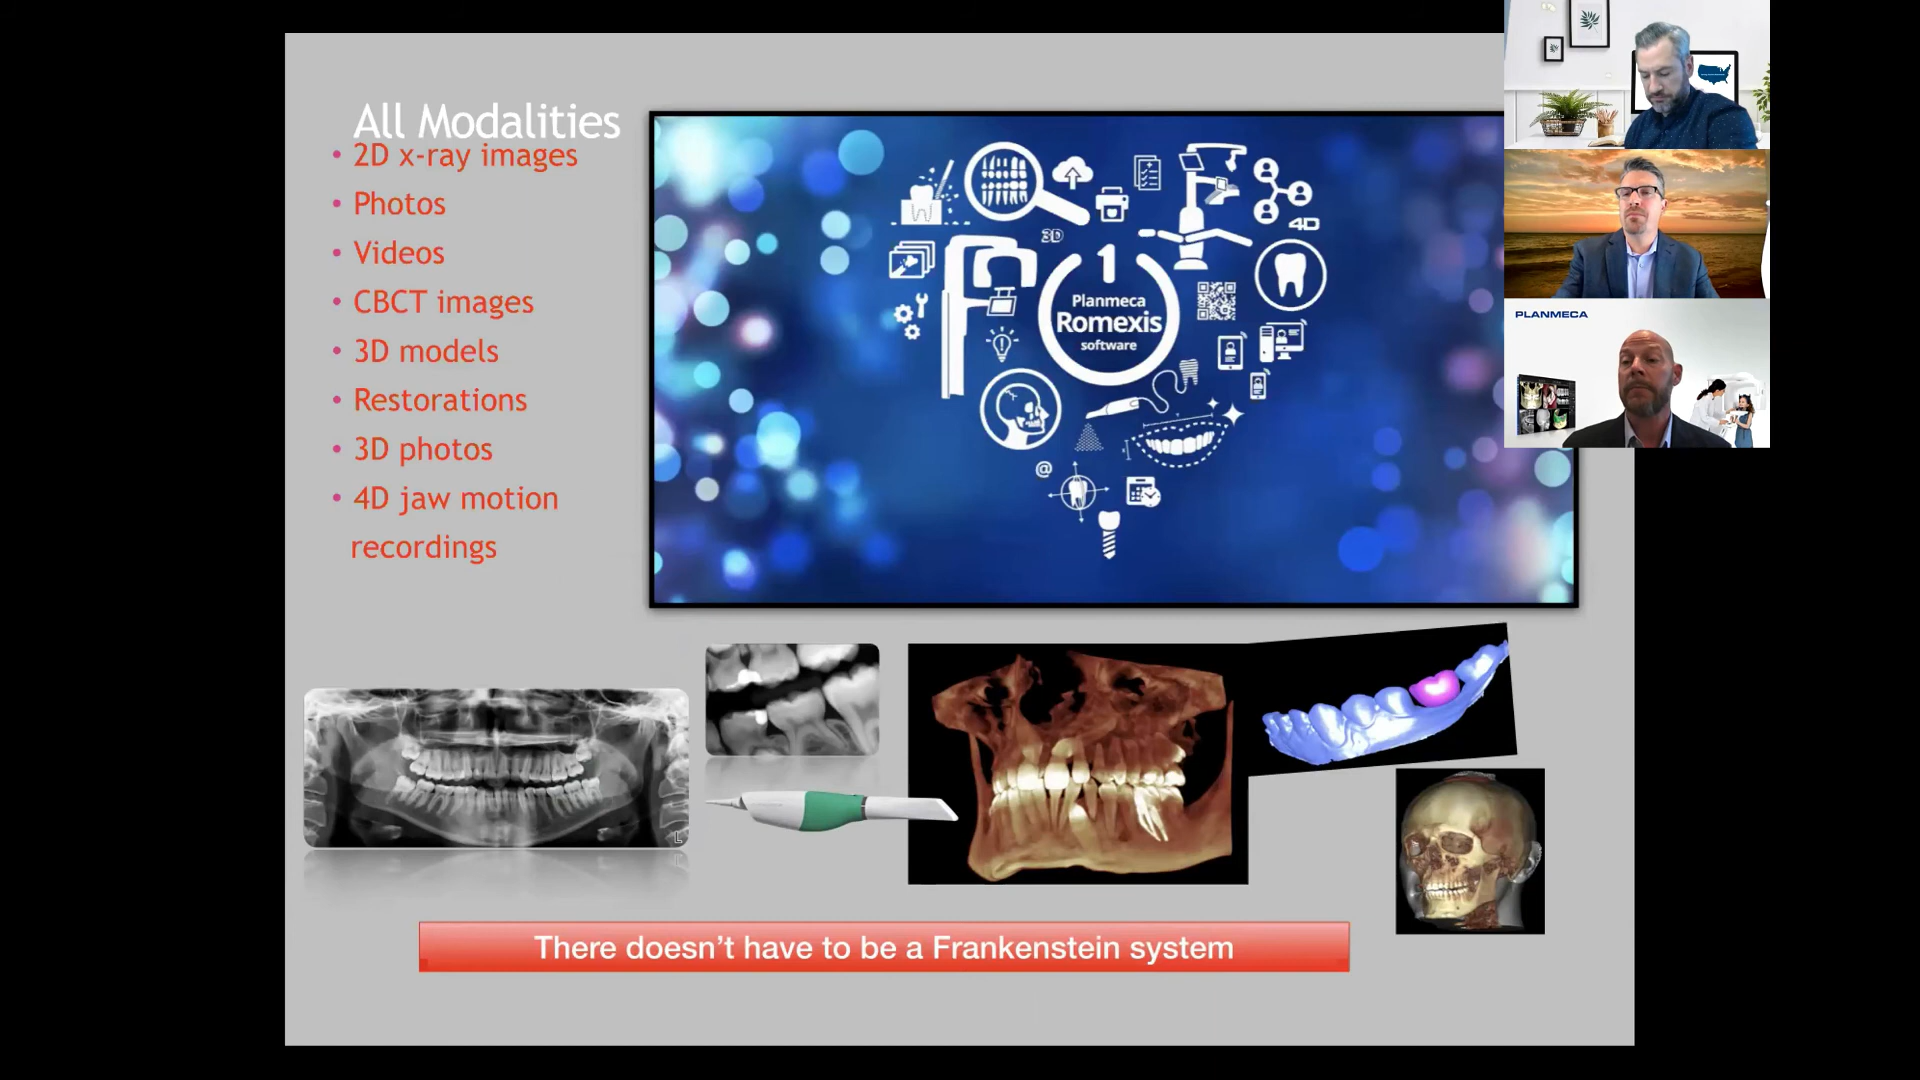 All Modalities
• 2D x-ray images
• Photos
• Videos
• CBCT images
• 3D models
• Restorations
• 3D photos
• 4D jaw motion
recordings
3D
4D
1
Planmeca
Romexis
software
@
PLANMECA
L
There doesn't have to be a Frankenstein system